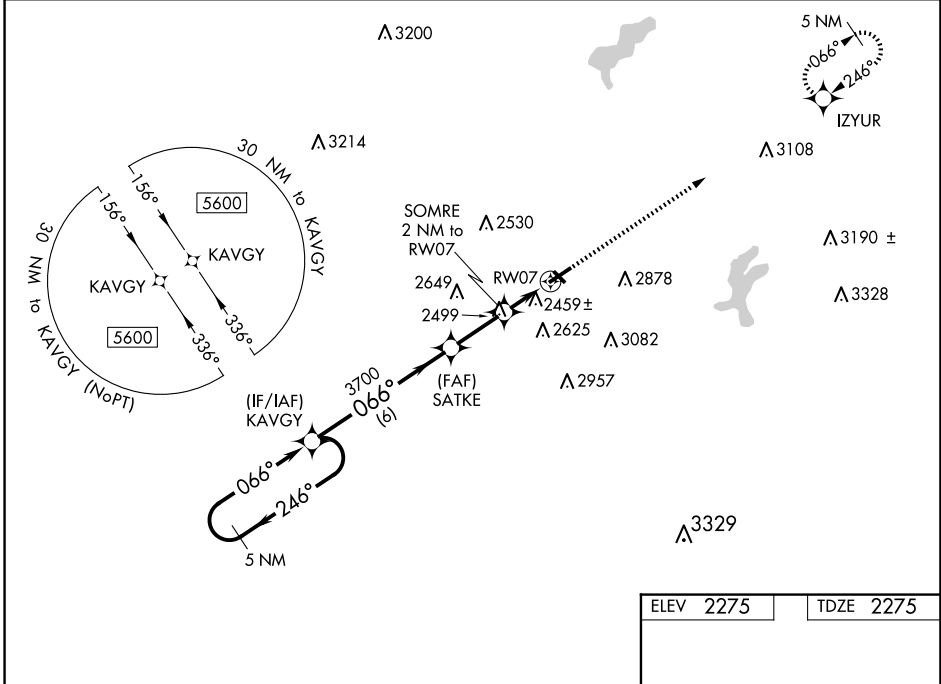 3200
5 NM
066°
246°
IZYUR
3214
3108
30 NM to KAVGY
156°
5600
KAVGY
336°
30 NM to KAVGY (NoPT)
156°
KAVGY
5600
336°
SOMRE
2 NM to
RW07
2530
RW07
3190 ±
2649
2878
3328
2499
2459±
2625
3082
2957
(FAF)
SATKE
3700
066°
(6)
(IF/IAF)
KAVGY
066°
246°
5 NM
3329
ELEV 2275
TDZE 2275